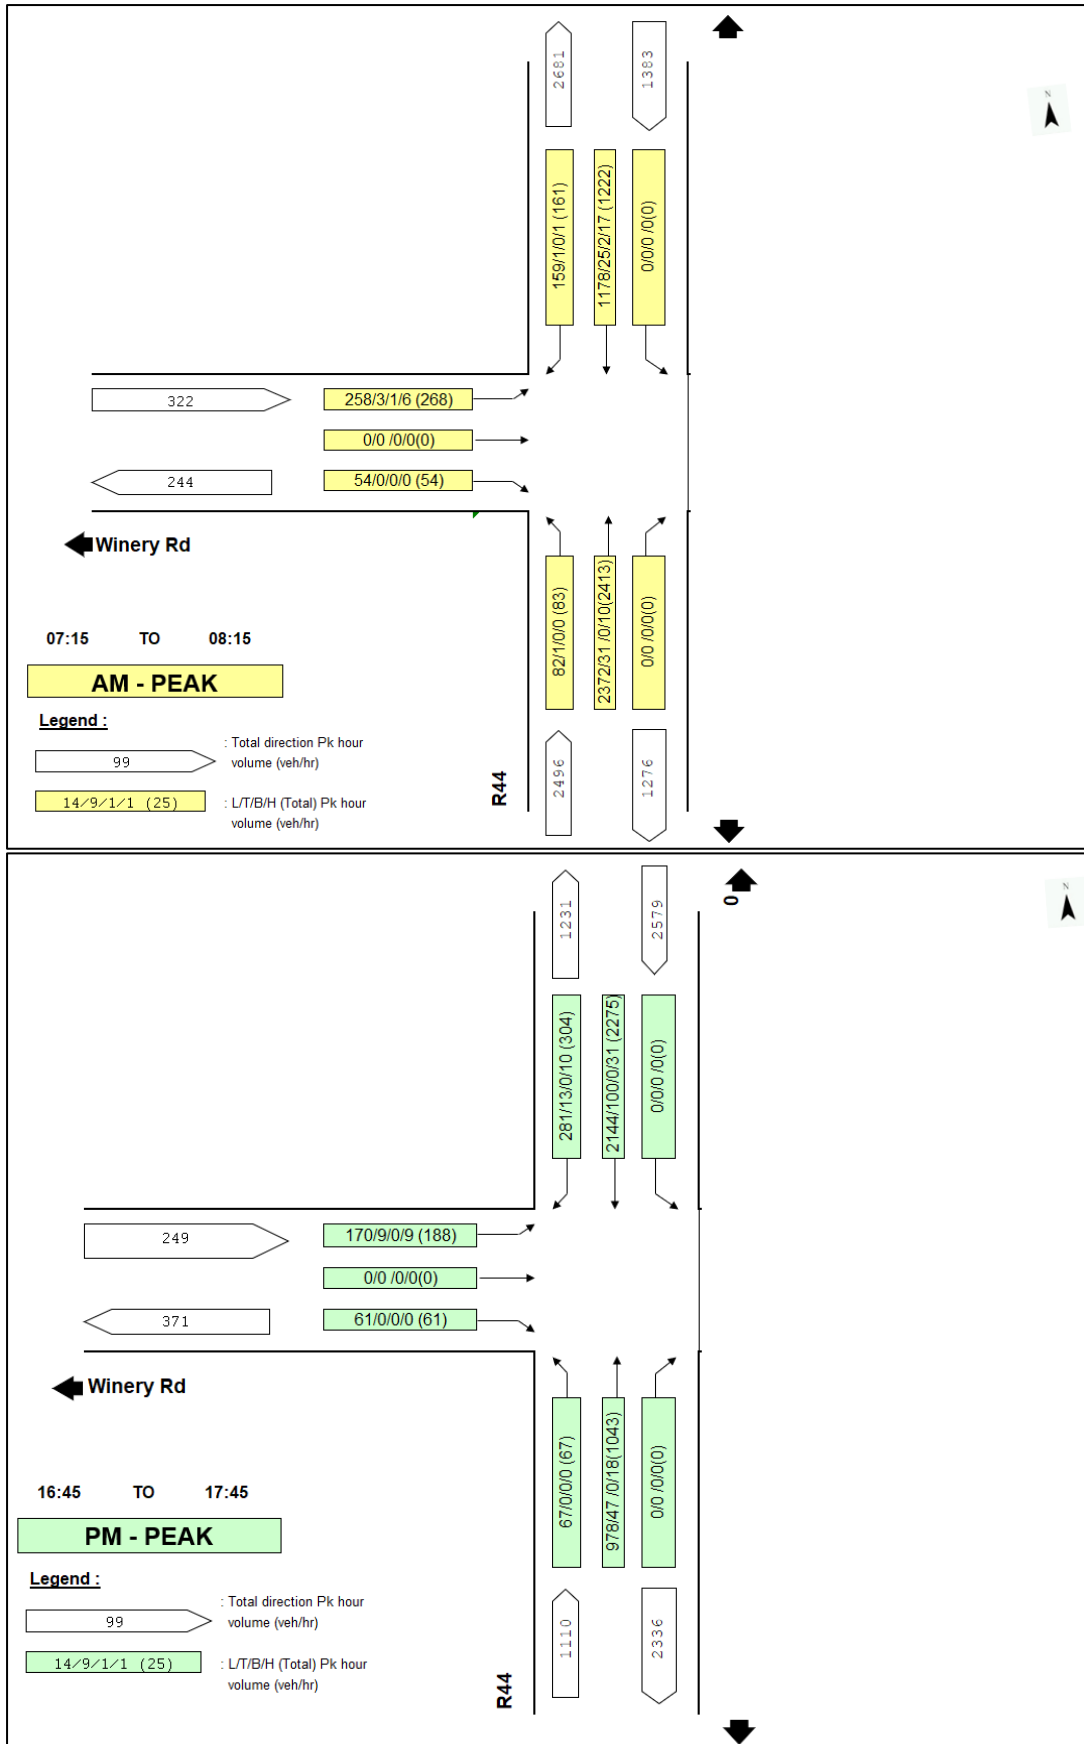 2681
1383
N
159/1/0/1 (161)
1178/25/2/17 (1222)
0/0/0 /0(0)
322
258/3/1/6 (268)
0/0 /0/0(0)
244
54/0/0/0 (54)
Winery Rd
82/1/0/0 (83)
2372/31 /0/10(2413)
0/0 /0/0(0)
07:15 TO 08:15
AM - PEAK
Legend :
99
: Total direction Pk hour
volume (veh/hr)
14/9/1/1 (25)
: L/T/B/H (Total) Pk hour
volume (veh/hr)
R44
2496
1276
1231
2579
0
N
281/13/0/10 (304)
2144/100/0/31 (2275)
0/0/0 /0(0)
249
170/9/0/9 (188)
0/0 /0/0(0)
371
61/0/0/0 (61)
Winery Rd
67/0/0/0 (67)
978/47 /0/18(1043)
0/0 /0/0(0)
16:45 TO 17:45
PM - PEAK
Legend :
99
: Total direction Pk hour
volume (veh/hr)
14/9/1/1 (25)
: L/T/B/H (Total) Pk hour
volume (veh/hr)
R44
1110
2336